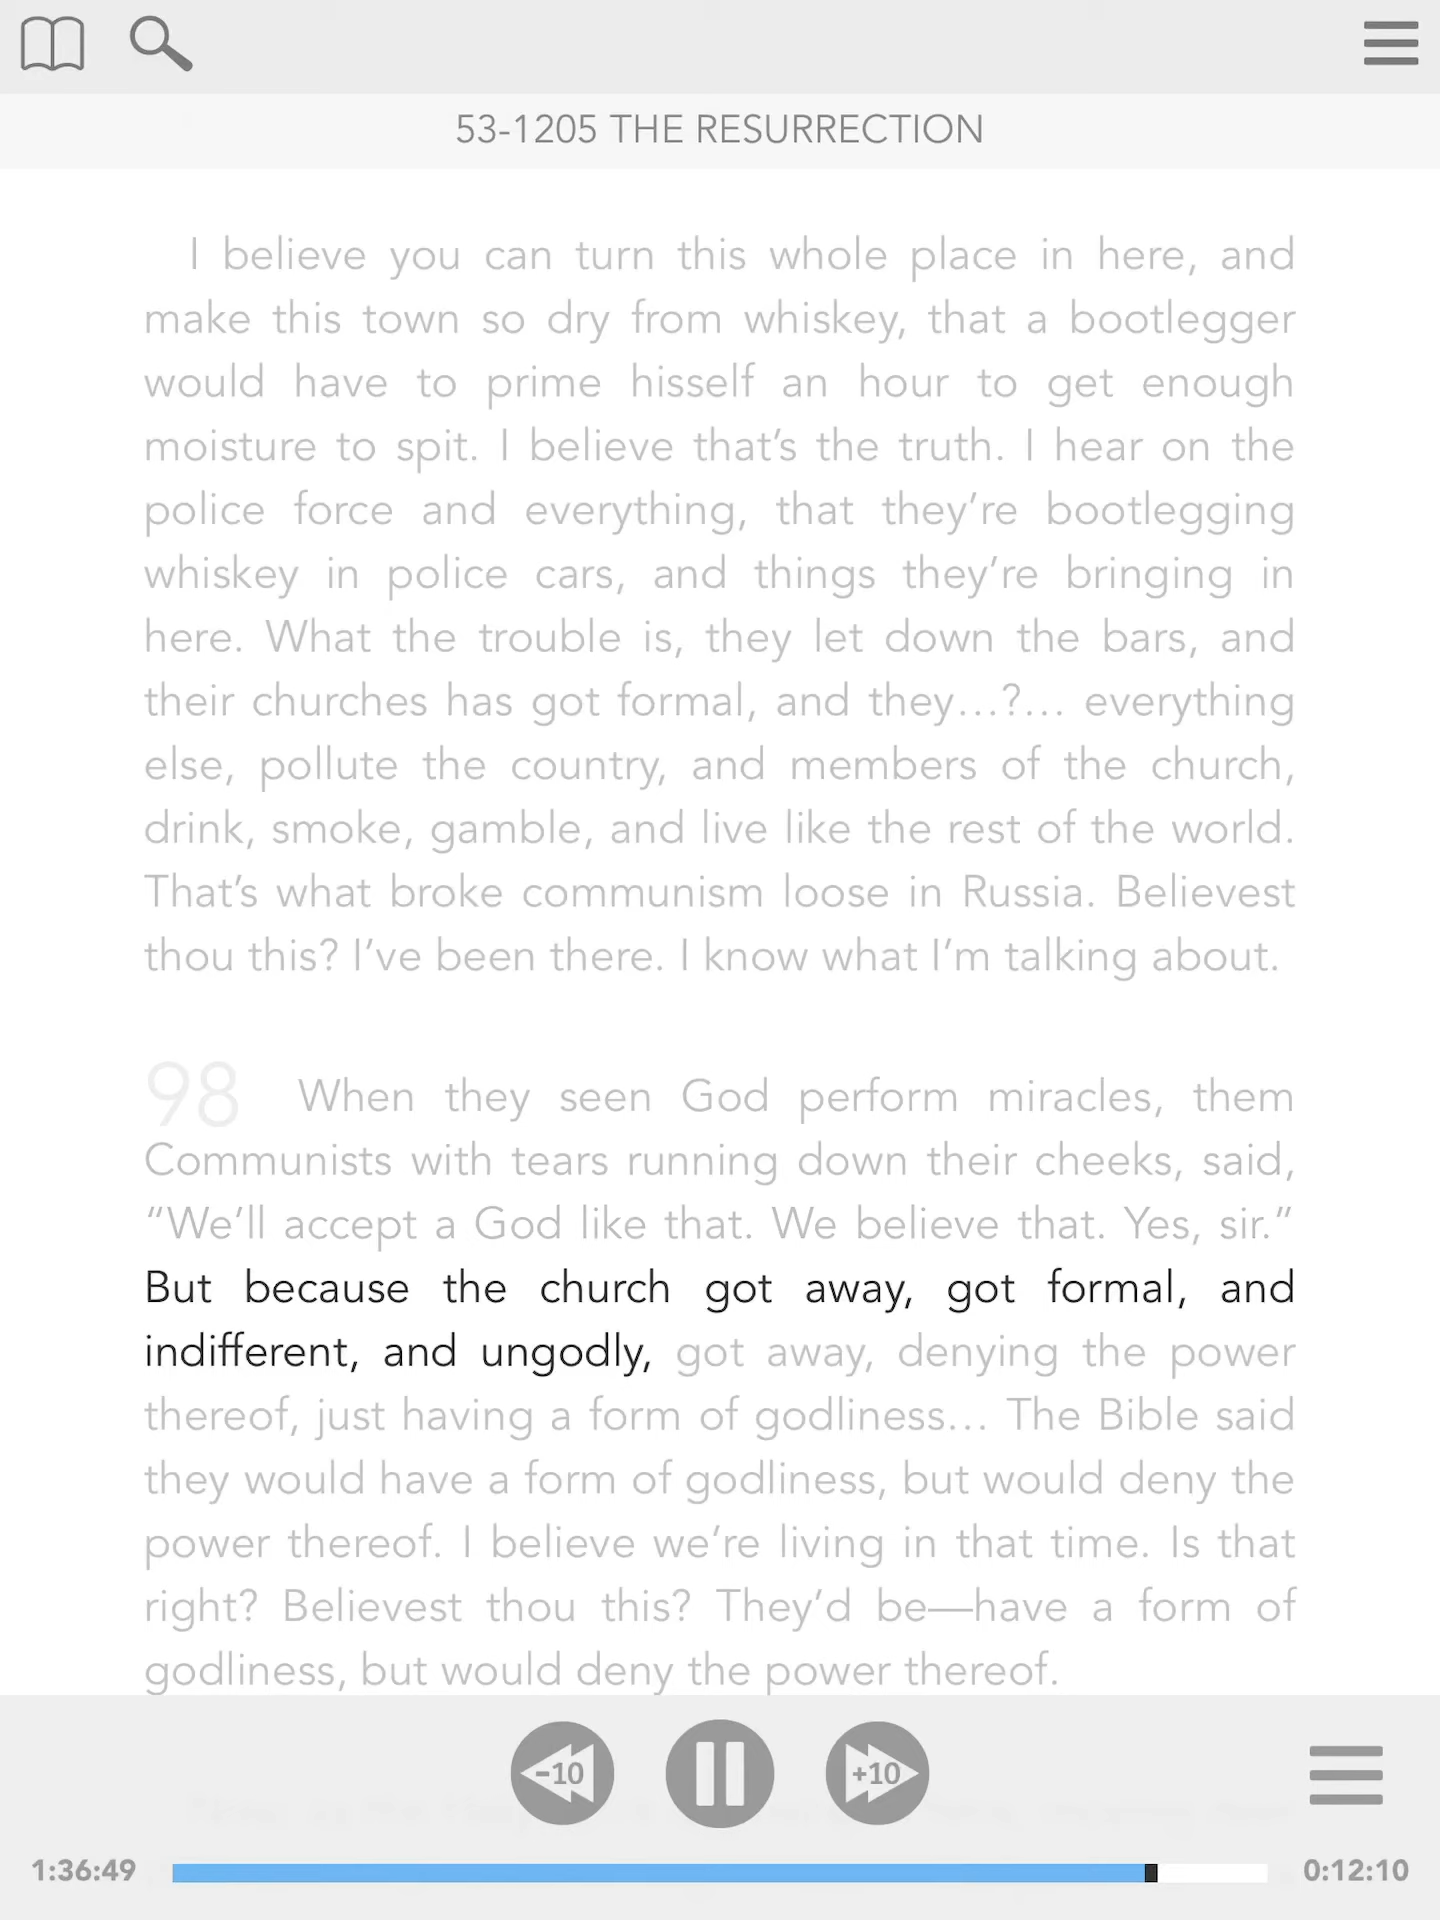 53-1205 THE RESURRECTION
I believe you can turn this whole place in here, and
make this town so dry from whiskey, that a bootlegger
would have to prime hisself an hour to get enough
moisture to spit. I believe that’s the truth. I hear on the
police force and everything, that they’re bootlegging
whiskey in police cars, and things they’re bringing in
here. What the trouble is, they let down the bars, and
their churches has got formal, and they…?… everything
else, pollute the country, and members of the church,
drink, smoke, gamble, and live like the rest of the world.
That’s what broke communism loose in Russia. Believest
thou this? I’ve been there. I know what I’m talking about.
98 When they seen God perform miracles, them
Communists with tears running down their cheeks, said,
“We’ll accept a God like that. We believe that. Yes, sir.”
But because the church got away, got formal, and
indifferent, and ungodly, got away, denying the power
thereof, just having a form of godliness… The Bible said
they would have a form of godliness, but would deny the
power thereof. I believe we’re living in that time. Is that
right? Believest thou this? They’d be—have a form of
godliness, but would deny the power thereof.
-10 +10
1:36:49 0:12:10